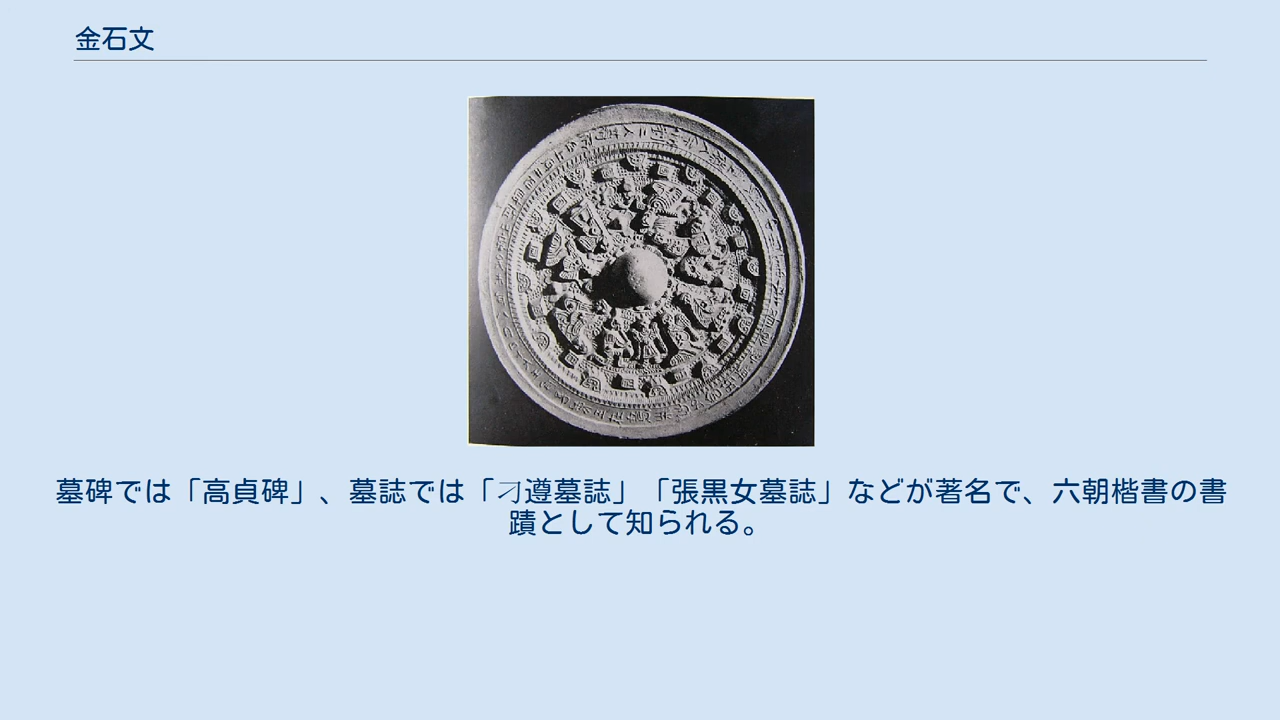 金石文
墓碑では「高貞碑」、墓誌では「刁遵墓誌」「張黒女墓誌」などが著名で、六朝楷書の書
蹟として知られる。